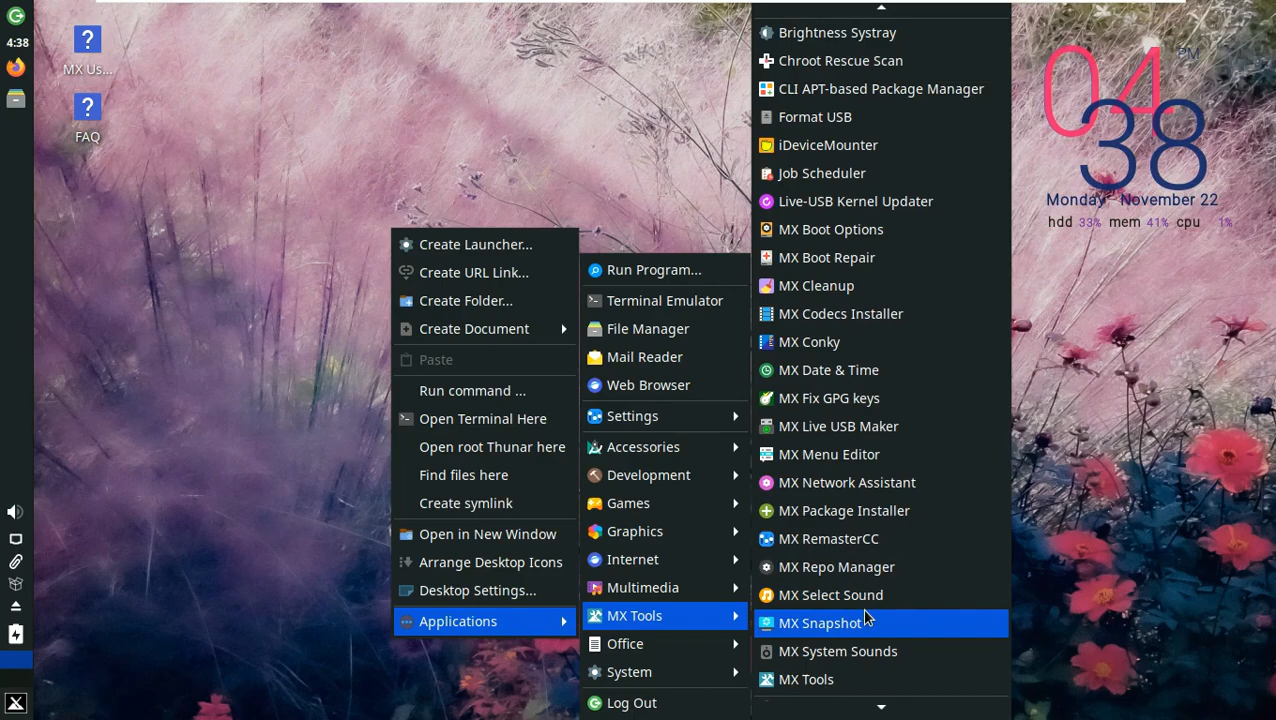 4:38
MX Us...
FAQ
Create Launcher...
Create URL Link...
Create Folder...
Create Document
Paste
Run command ...
Open Terminal Here
Open root Thunar here
Find files here
Create symlink
Open in New Window
Arrange Desktop Icons
Desktop Settings...
Applications
Run Program...
Terminal Emulator
File Manager
Mail Reader
Web Browser
Settings
Accessories
Development
Games
Graphics
Internet
Multimedia
MX Tools
Office
System
Log Out
Brightness Systray
Chroot Rescue Scan
CLI APT-based Package Manager
Format USB
iDeviceMounter
Job Scheduler
Live-USB Kernel Updater
MX Boot Options
MX Boot Repair
MX Cleanup
MX Codecs Installer
MX Conky
MX Date & Time
MX Fix GPG keys
MX Live USB Maker
MX Menu Editor
MX Network Assistant
MX Package Installer
MX RemasterCC
MX Repo Manager
MX Select Sound
MX Snapshot
MX System Sounds
MX Tools
04 PM
38
Monday November 22
hdd 33% mem 41% cpu 1%